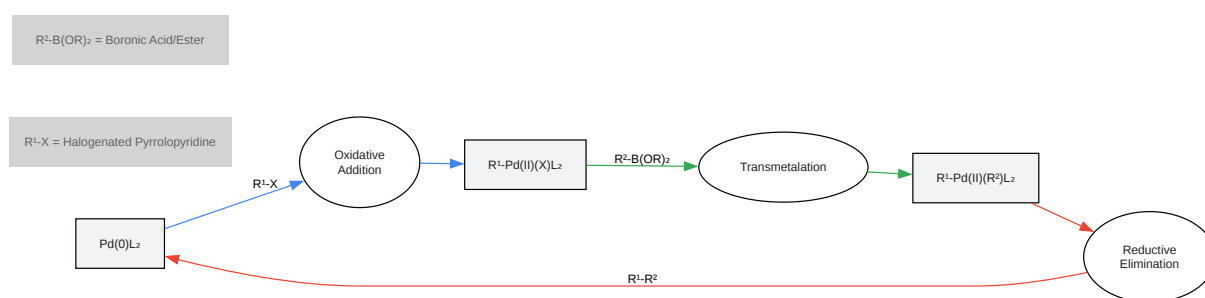 R²-B(OR)₂ = Boronic Acid/Ester
R¹-X = Halogenated Pyrrolopyridine
Oxidative
Addition
R¹-Pd(II)(X)L₂
R²-B(OR)₂
Transmetalation
R¹-Pd(II)(R²)L₂
R¹-X
Pd(0)L₂
Reductive
Elimination
R¹-R²